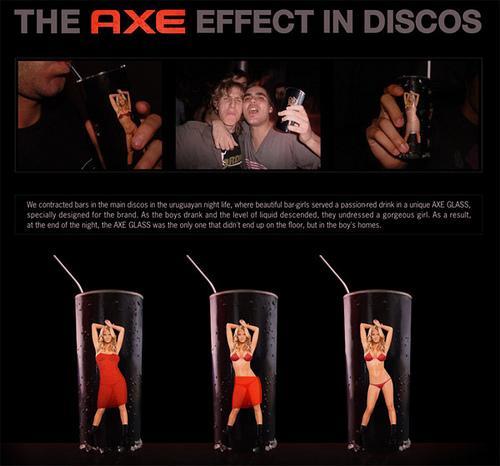 THE AXE EFFECT IN DISCOS
We contracted bars in the main discos in the uruguayan night life, where beautiful bar-girls served a passion-red drink in a unique AXE GLASS,
specially designed for the brand. As the boys drank and the level of liquid descended, they undressed a gorgeous girl. As a result,
at the end of the night, the AXE GLASS was the only one that didn't end up on the floor, but in the boy's homes.